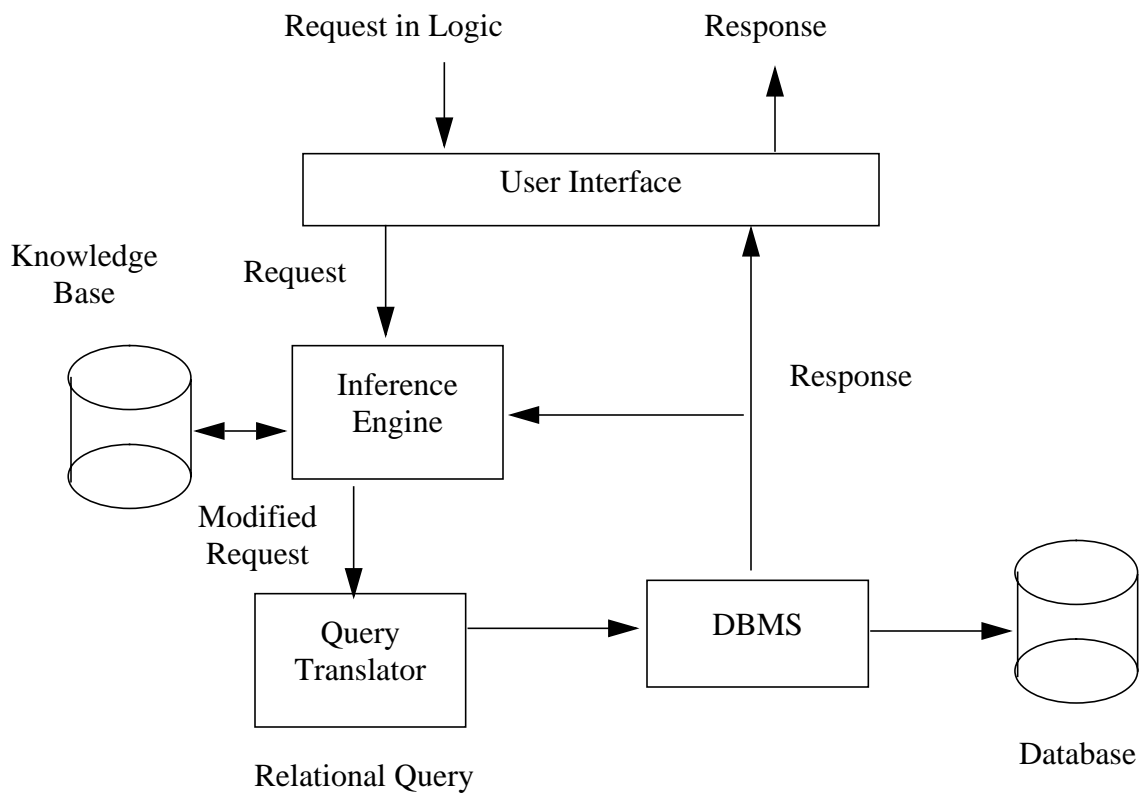 Request in Logic
Response
User Interface
Knowledge
Base
Request
Inference
Engine
Response
Modified
Request
Query
Translator
DBMS
Database
Relational Query